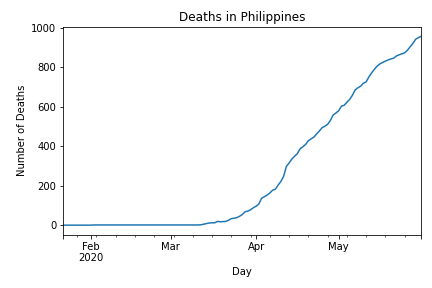 Deaths in Philippines
1000
800
600
400
200
0
Number of Deaths
Feb
2020
Mar
Apr
May
Day